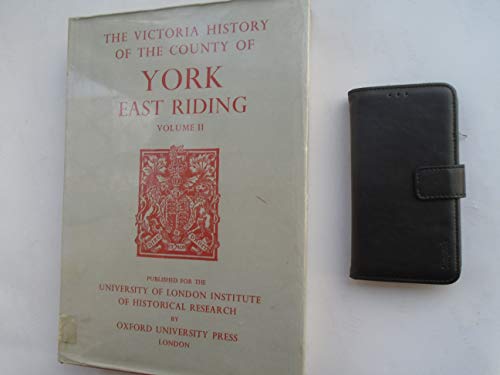 THE VICTORIA HISTORY
OF THE COUNTY OF
YORK
EAST RIDING
VOLUME II
PUBLISHED FOR THE
UNIVERSITY OF LONDON INSTITUTE
OF HISTORICAL RESEARCH
BY
OXFORD UNIVERSITY PRESS
LONDON